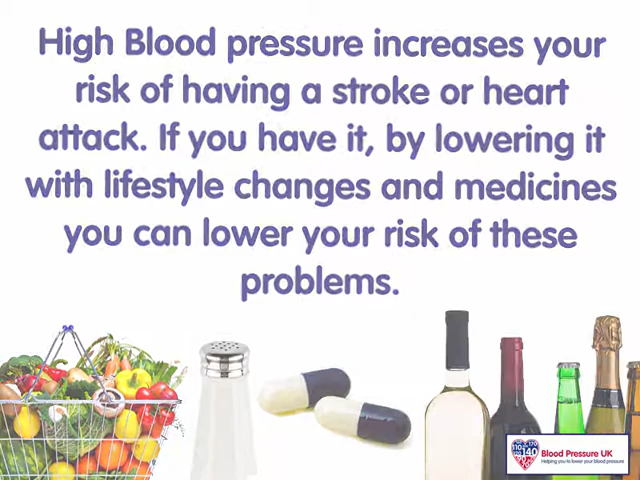 High Blood pressure increases your
risk of having a stroke or heart
attack. If you have it, by lowering it
with lifestyle changes and medicines
you can lower your risk of these
problems.
Blood Pressure UK
Helping you to lower your blood pressure